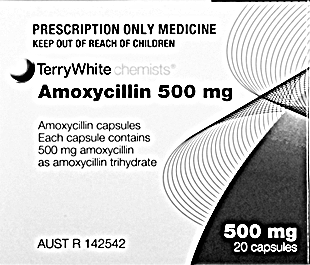 PRESCRIPTION ONLY MEDICINE
KEEP OUT OF REACH OF CHILDREN
TerryWhite chemists®
Amoxycillin 500 mg
Amoxycillin capsules
Each capsule contains
500 mg amoxycillin
as amoxycillin trihydrate
AUST R 142542
500 mg
20 capsules